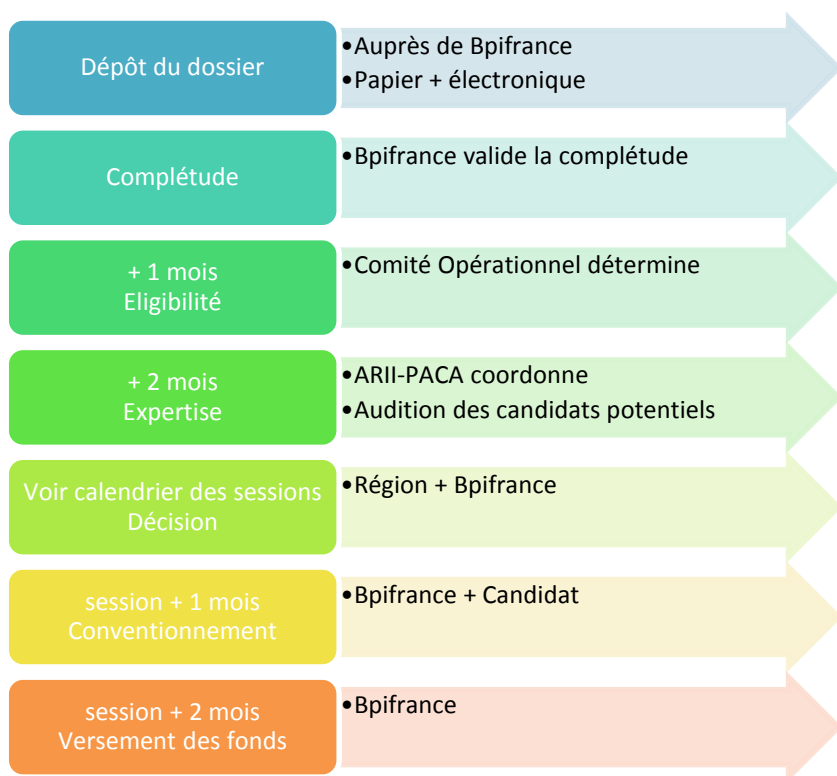 Dépôt du dossier
•Auprès de Bpifrance
•Papier + électronique
Complétude
•Bpifrance valide la complétude
+ 1 mois
Eligibilité
•Comité Opérationnel détermine
+ 2 mois
Expertise
•ARII-PACA coordonne
•Audition des candidats potentiels
Voir calendrier des sessions
Décision
•Région + Bpifrance
session + 1 mois
Conventionnement
•Bpifrance + Candidat
session + 2 mois
Versement des fonds
•Bpifrance